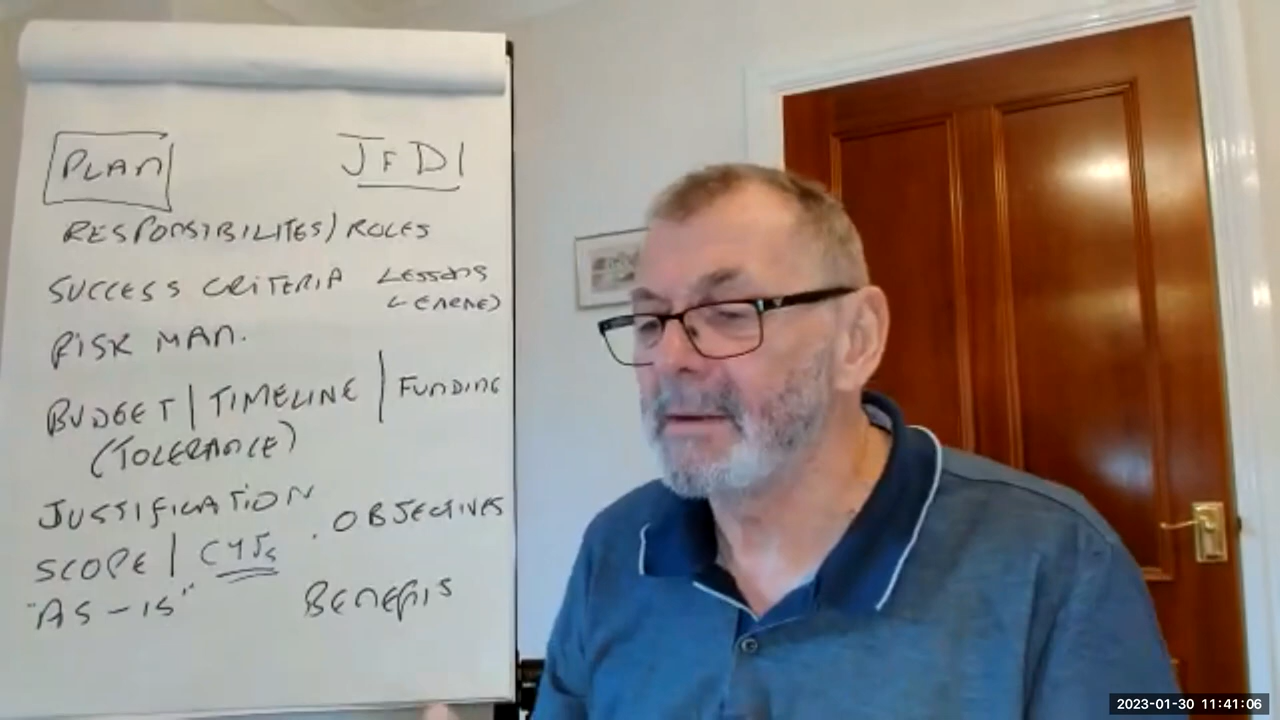 PLAN JFDI
RESPONSIBILITES/ROLES
SUCCESS CRITERIA LESSONS
LEARNED
RISK MAN.
BUDGET | TIMELINE | FUNDING
(TOLERANCE)
JUSTIFICATION . OBJECTIVES
SCOPE |
"AS-IS" BENEFITS
2023-01-30 11:41:06